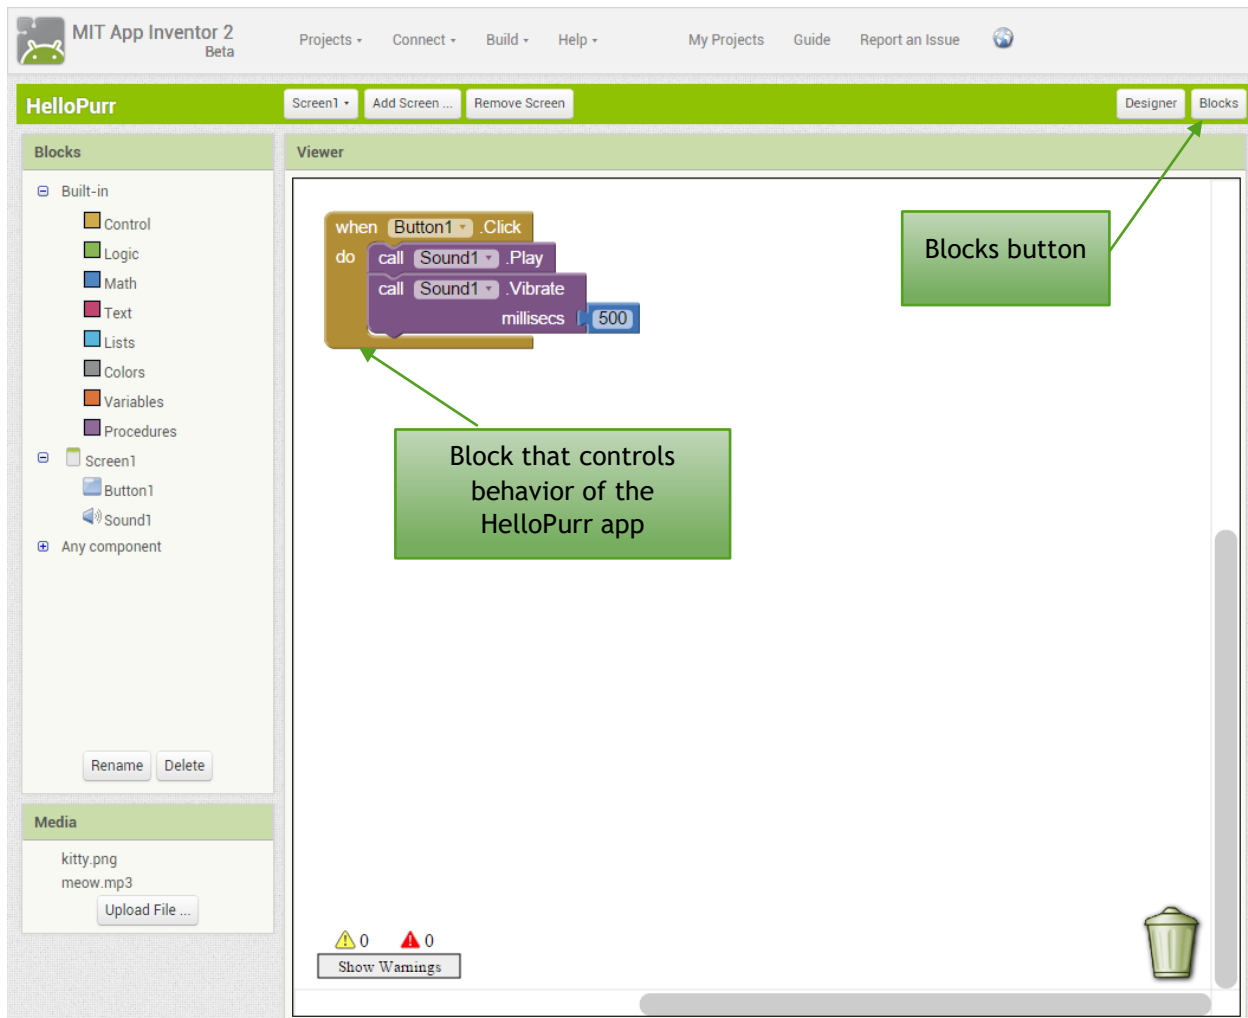 MIT App Inventor 2
Beta
Projects Connect Build Help My Projects Guide Report an Issue
HelloPurr
Screen1 Add Screen ... Remove Screen Designer Blocks
Blocks
Viewer
Built-in
Control
Logic
Math
Text
Lists
Colors
Variables
Procedures
Screen1
Button1
Sound1
Any component
Rename Delete
Media
kitty.png
meow.mp3
Upload File ...
when Button1 .Click
do call Sound1 .Play
call Sound1 .Vibrate
millisecs 500
Blocks button
Block that controls
behavior of the
HelloPurr app
0 0
Show Warnings